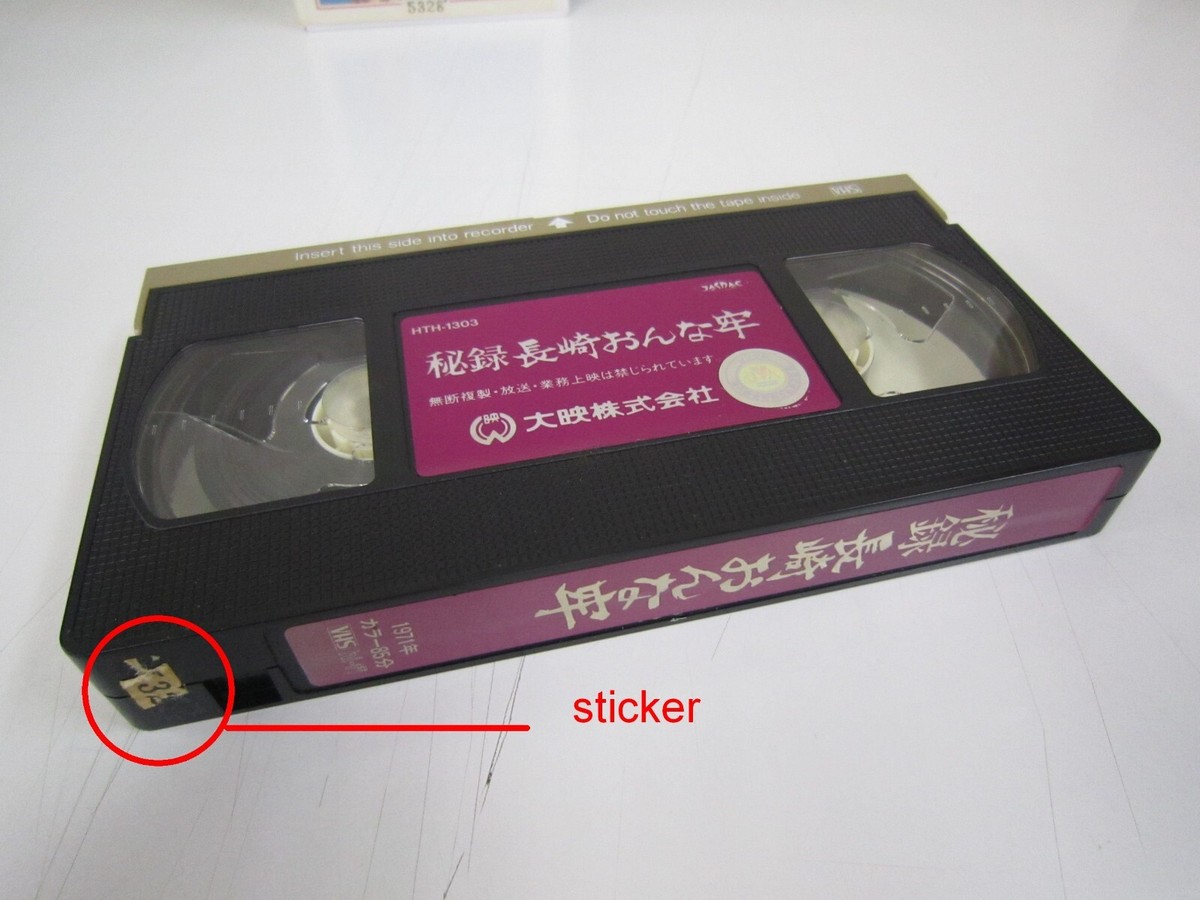 5328
Insert this side into recorder
Do not touch the tape inside
VHS
HTH-1303
秘録 長崎おんな牢
無断複製・放送・業務上映は禁じられています
映
大映株式会社
秘録 長崎おんな牢
1971年
カラー85分
VHS
sticker